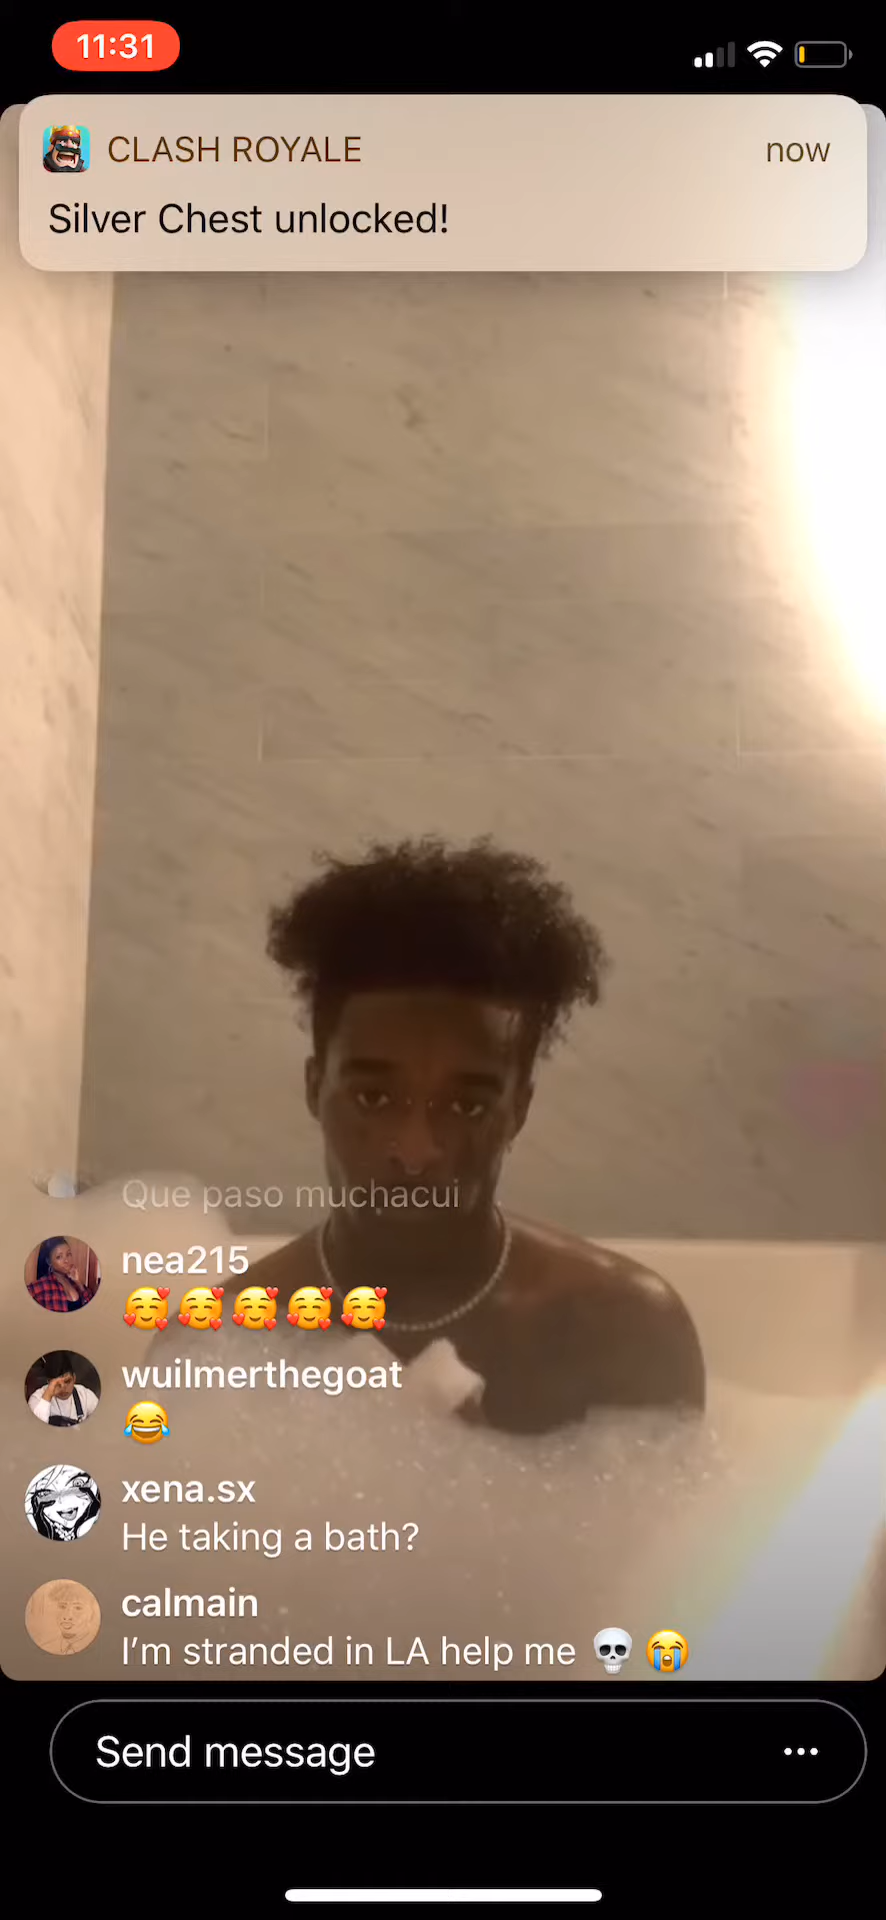 11:31
CLASH ROYALE
now
Silver Chest unlocked!
Que paso muchacui
nea215
🥰🥰🥰🥰🥰
wuilmerthegoat
😂
xena.sx
He taking a bath?
calmain
I’m stranded in LA help me 💀😭
Send message